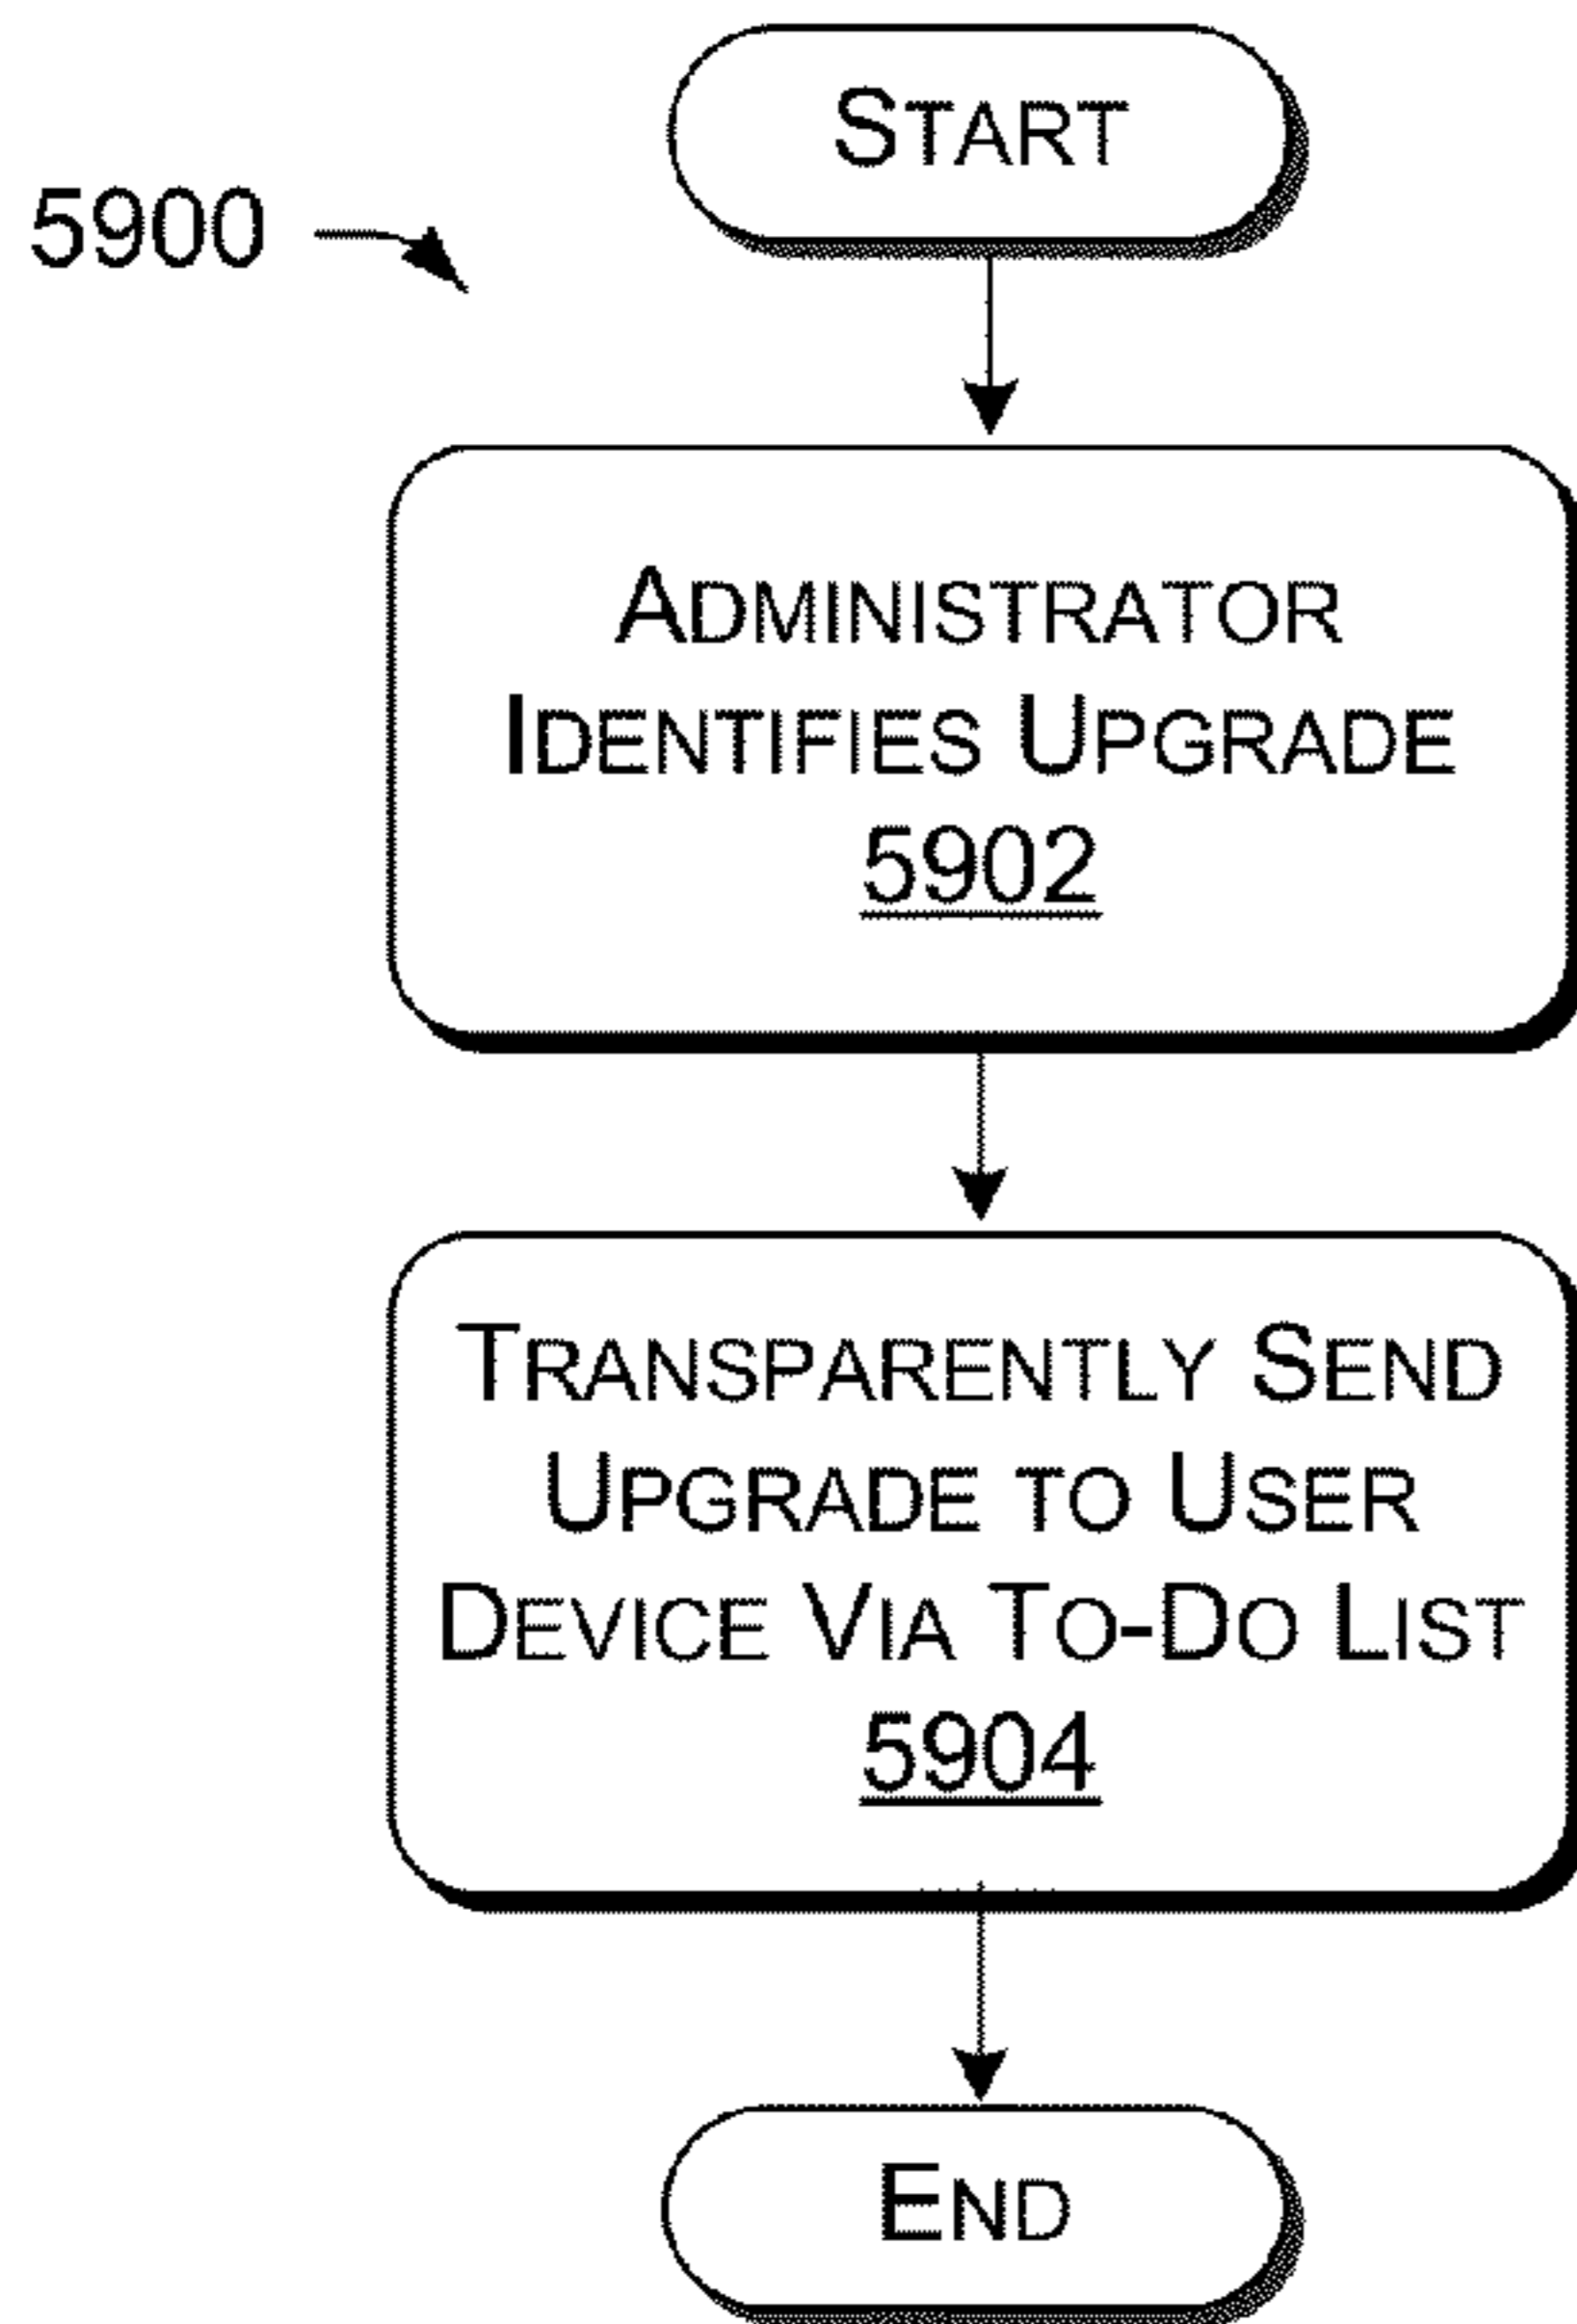 START
5900
ADMINISTRATOR
IDENTIFIES UPGRADE
5902
TRANSPARENTLY SEND
UPGRADE TO USER
DEVICE VIA TO-DO LIST
5904
END